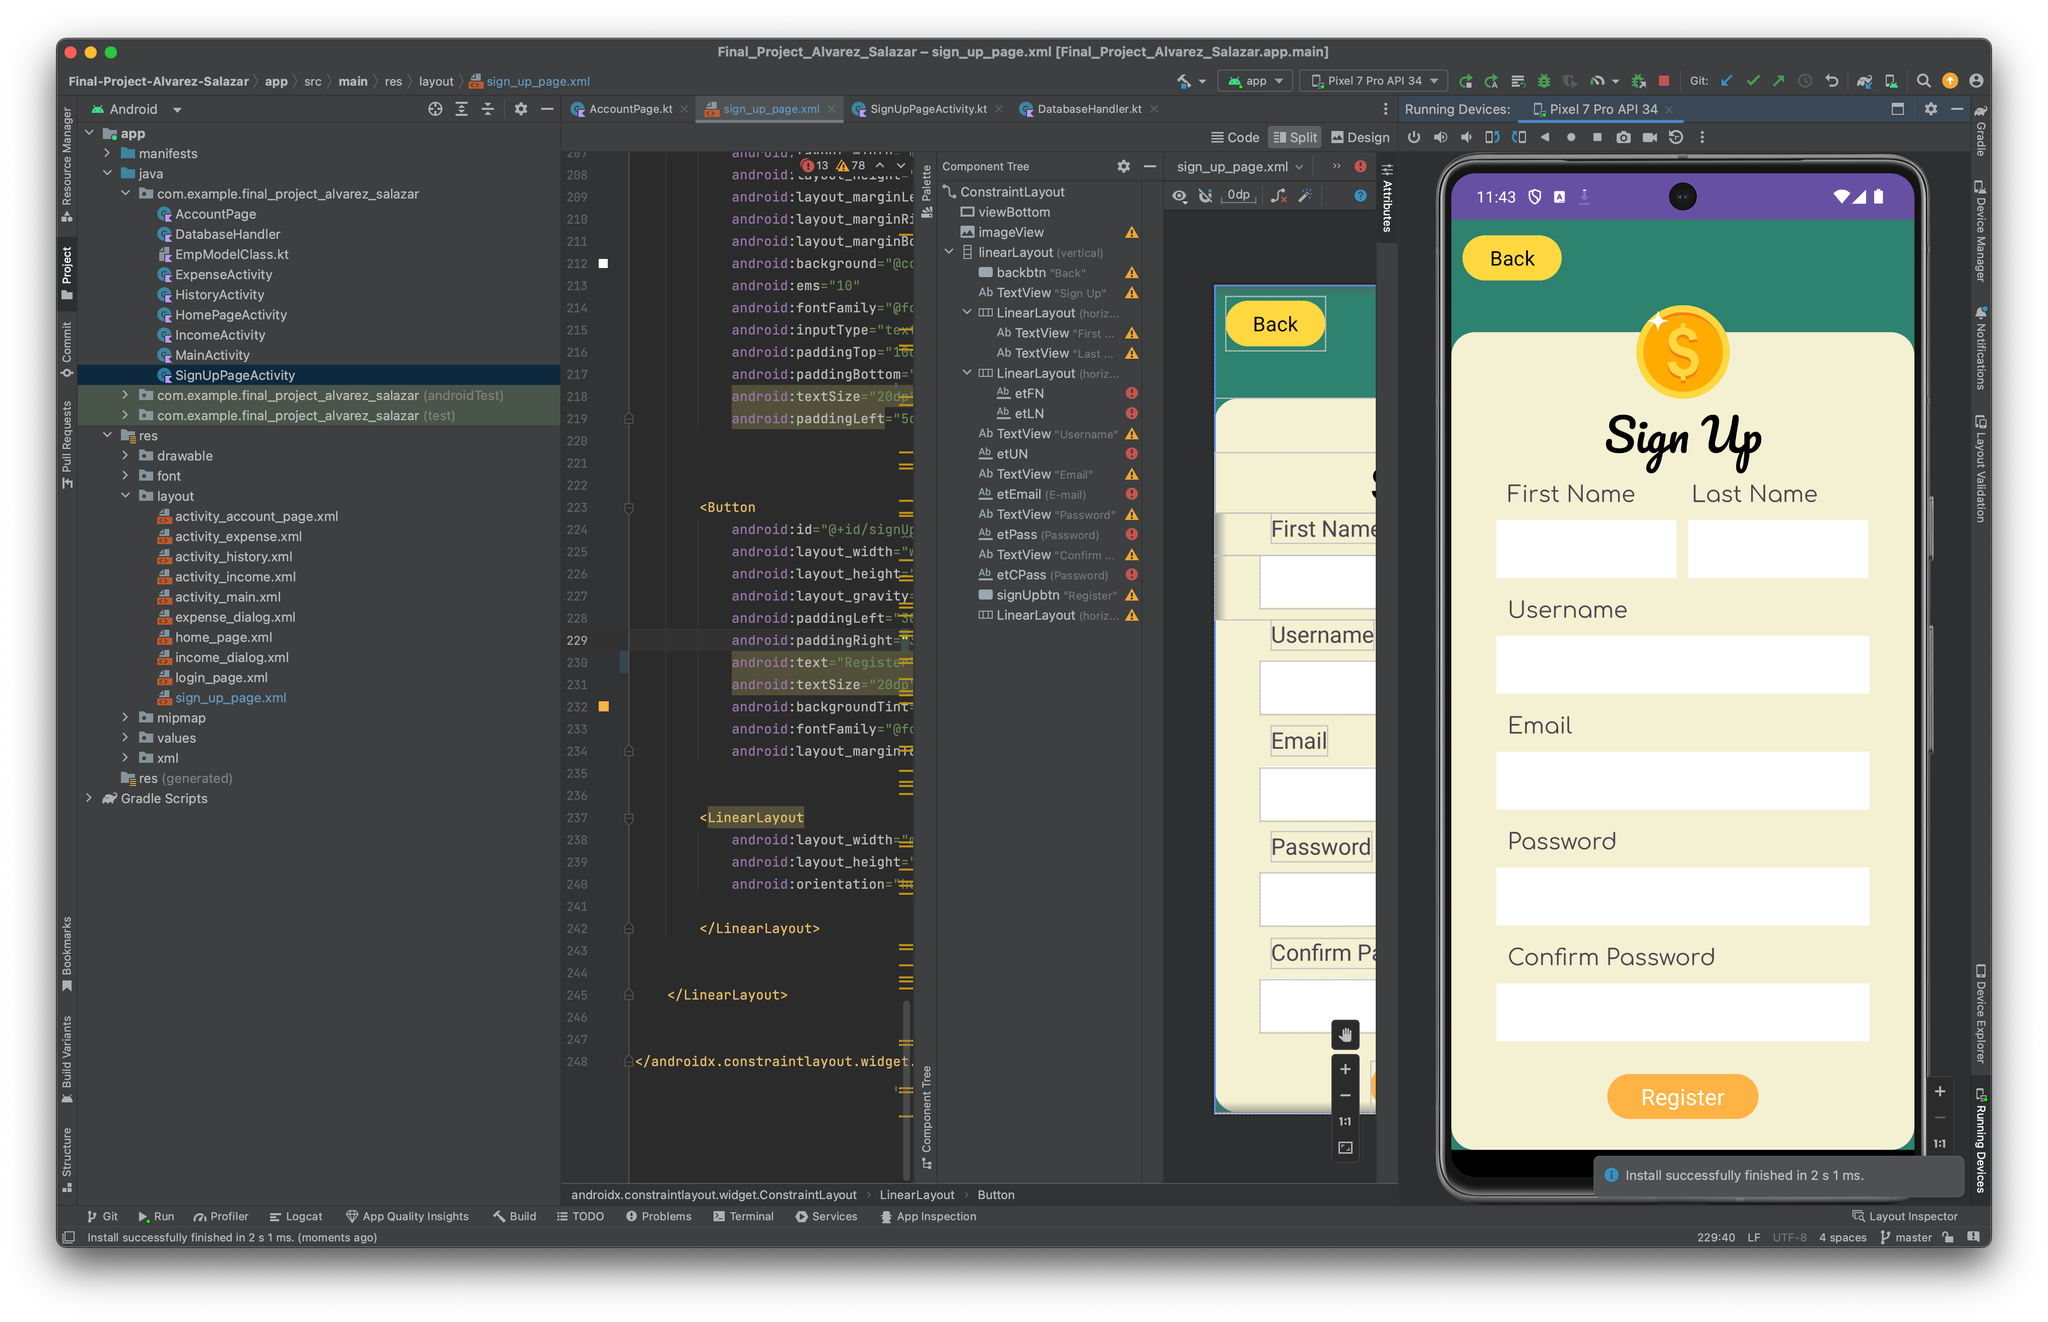 Final_Project_Alvarez_Salazar – sign_up_page.xml [Final_Project_Alvarez_Salazar.app.main]
Final-Project-Alvarez-Salazar app src main res layout sign_up_page.xml
app
Pixel 7 Pro API 34
Git:
Android
AccountPage.kt
sign_up_page.xml
SignUpPageActivity.kt
DatabaseHandler.kt
Running Devices:
Pixel 7 Pro API 34
Code
Split
Design
Resource Manager
Project
Commit
Pull Requests
Bookmarks
Build Variants
Structure
app
manifests
java
com.example.final_project_alvarez_salazar
AccountPage
DatabaseHandler
EmpModelClass.kt
ExpenseActivity
HistoryActivity
HomePageActivity
IncomeActivity
MainActivity
SignUpPageActivity
com.example.final_project_alvarez_salazar (androidTest)
com.example.final_project_alvarez_salazar (test)
res
drawable
font
layout
activity_account_page.xml
activity_expense.xml
activity_history.xml
activity_income.xml
activity_main.xml
expense_dialog.xml
home_page.xml
income_dialog.xml
login_page.xml
sign_up_page.xml
mipmap
values
xml
res (generated)
Gradle Scripts
13 78
207
208
209 android:layout_marginLe
210 android:layout_marginRi
211 android:layout_marginBo
212 android:background="@co
213 android:ems="10"
214 android:fontFamily="@fo
215 android:inputType="tex
216 android:paddingTop="10
217 android:paddingBottom="
218 android:textSize="20dp"
219 android:paddingLeft="5d
220
221
222
223 <Button
224 android:id="@+id/signUp
225 android:layout_width="w
226 android:layout_height=
227 android:layout_gravity=
228 android:paddingLeft="30
229 android:paddingRight=
230 android:text="Register
231 android:textSize="20dp
232 android:backgroundTint=
233 android:fontFamily="@fo
234 android:layout_marginTo
235
236
237 <LinearLayout
238 android:layout_width=
239 android:layout_height="
240 android:orientation="
241
242 </LinearLayout>
243
244
245 </LinearLayout>
246
247
248 </androidx.constraintlayout.widget.
Palette
Component Tree
Component Tree
ConstraintLayout
viewBottom
imageView
linearLayout (vertical)
backbtn "Back"
Ab TextView "Sign Up"
LinearLayout (horiz...
Ab TextView "First ...
Ab TextView "Last ...
LinearLayout (horiz...
Ab etFN
Ab etLN
Ab TextView "Username"
Ab etUN
Ab TextView "Email"
Ab etEmail (E-mail)
Ab TextView "Password"
Ab etPass (Password)
Ab TextView "Confirm ...
Ab etCPass (Password)
signUpbtn "Register"
LinearLayout (horiz...
sign_up_page.xml
0dp
Attributes
Back
First Name
Username
Email
Password
Confirm Pa
1:1
11:43
A
Back
$
Sign Up
First Name Last Name
Username
Email
Password
Confirm Password
Register
1:1
Install successfully finished in 2 s 1 ms.
Gradle
Device Manager
Notifications
Layout Validation
Device Explorer
Running Devices
androidx.constraintlayout.widget.ConstraintLayout LinearLayout Button
Git Run Profiler Logcat App Quality Insights Build TODO Problems Terminal Services App Inspection Layout Inspector
Install successfully finished in 2 s 1 ms. (moments ago) 229:40 LF UTF-8 4 spaces master